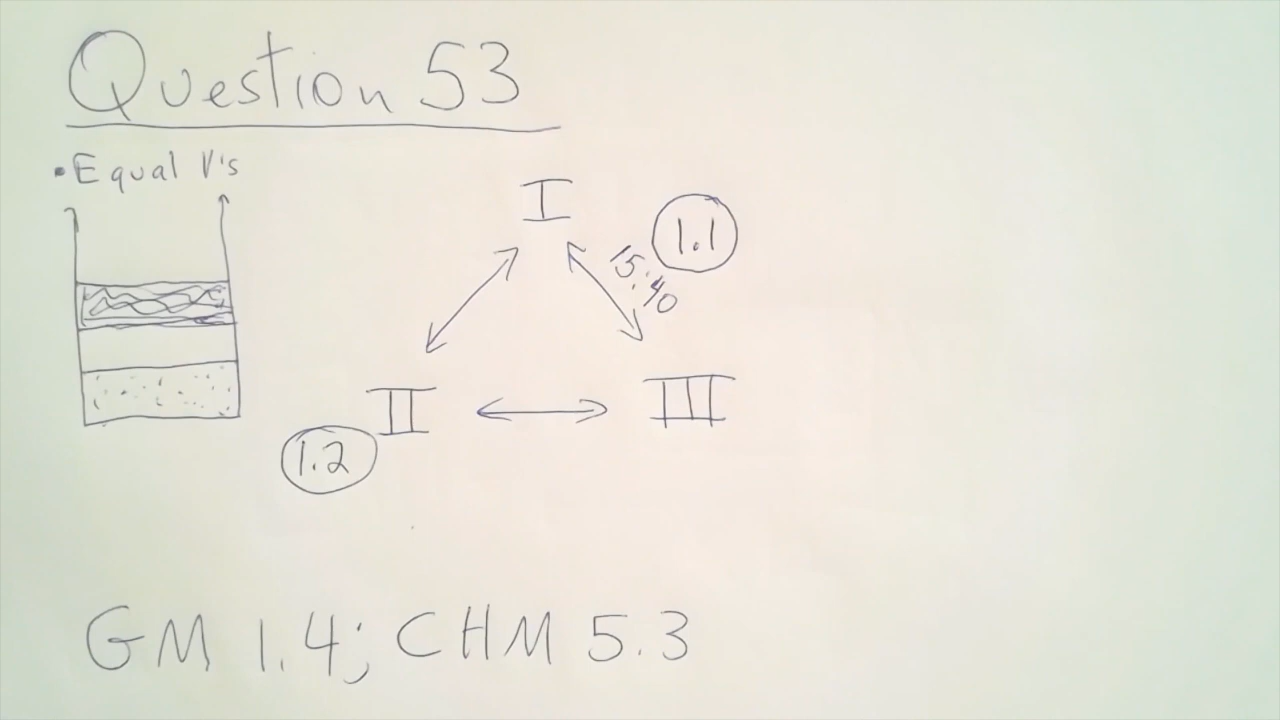 Question 53
• Equal V's
I
1.1
15:40
II
III
1.2
GM 1.4; CHM 5.3